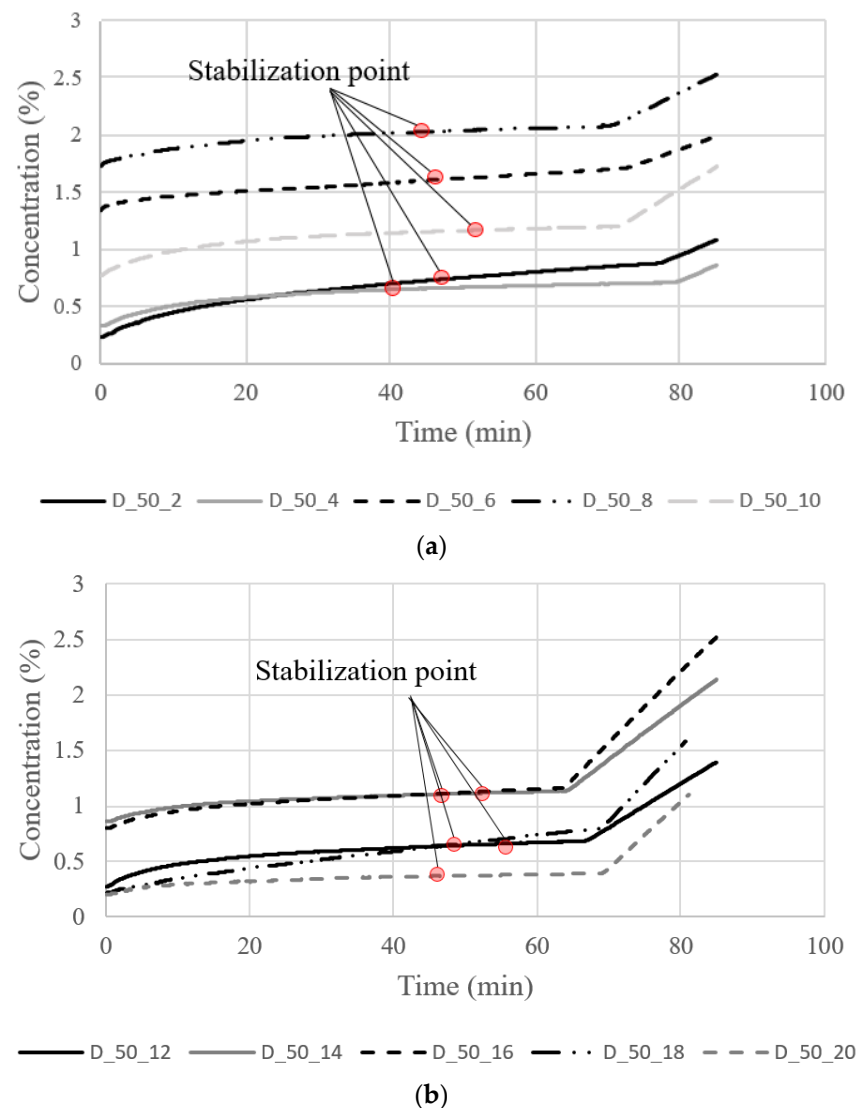 3
2.5
2
1.5
1
0.5
0
Concentration (%)
Stabilization point
0 20 40 60 80 100
Time (min)
D_50_2 D_50_4 D_50_6 D_50_8 D_50_10
(a)
3
2.5
2
1.5
1
0.5
0
Concentration (%)
Stabilization point
0 20 40 60 80 100
Time (min)
D_50_12 D_50_14 D_50_16 D_50_18 D_50_20
(b)